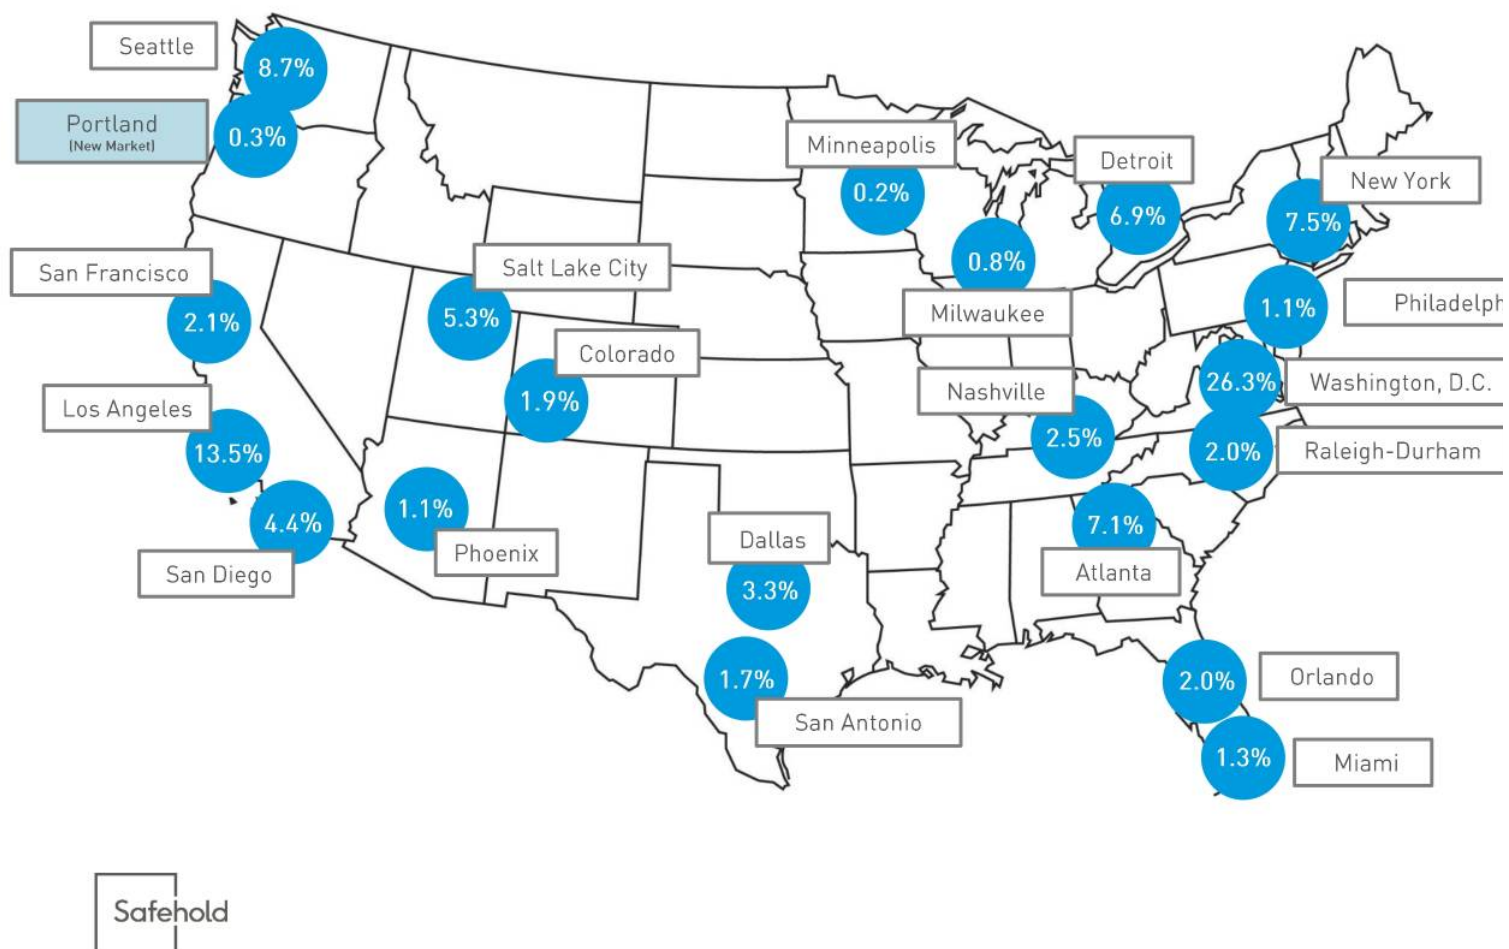 Seattle
8.7%
Portland
(New Market)
0.3%
Minneapolis
0.2%
Detroit
6.9%
New York
7.5%
San Francisco
2.1%
Salt Lake City
5.3%
0.8%
Milwaukee
Philadelph
1.1%
Colorado
1.9%
Washington, D.C.
26.3%
Los Angeles
13.5%
Nashville
2.5%
Raleigh-Durham
2.0%
4.4%
San Diego
1.1%
Phoenix
Dallas
3.3%
7.1%
Atlanta
1.7%
San Antonio
Orlando
2.0%
Miami
1.3%
Safehold